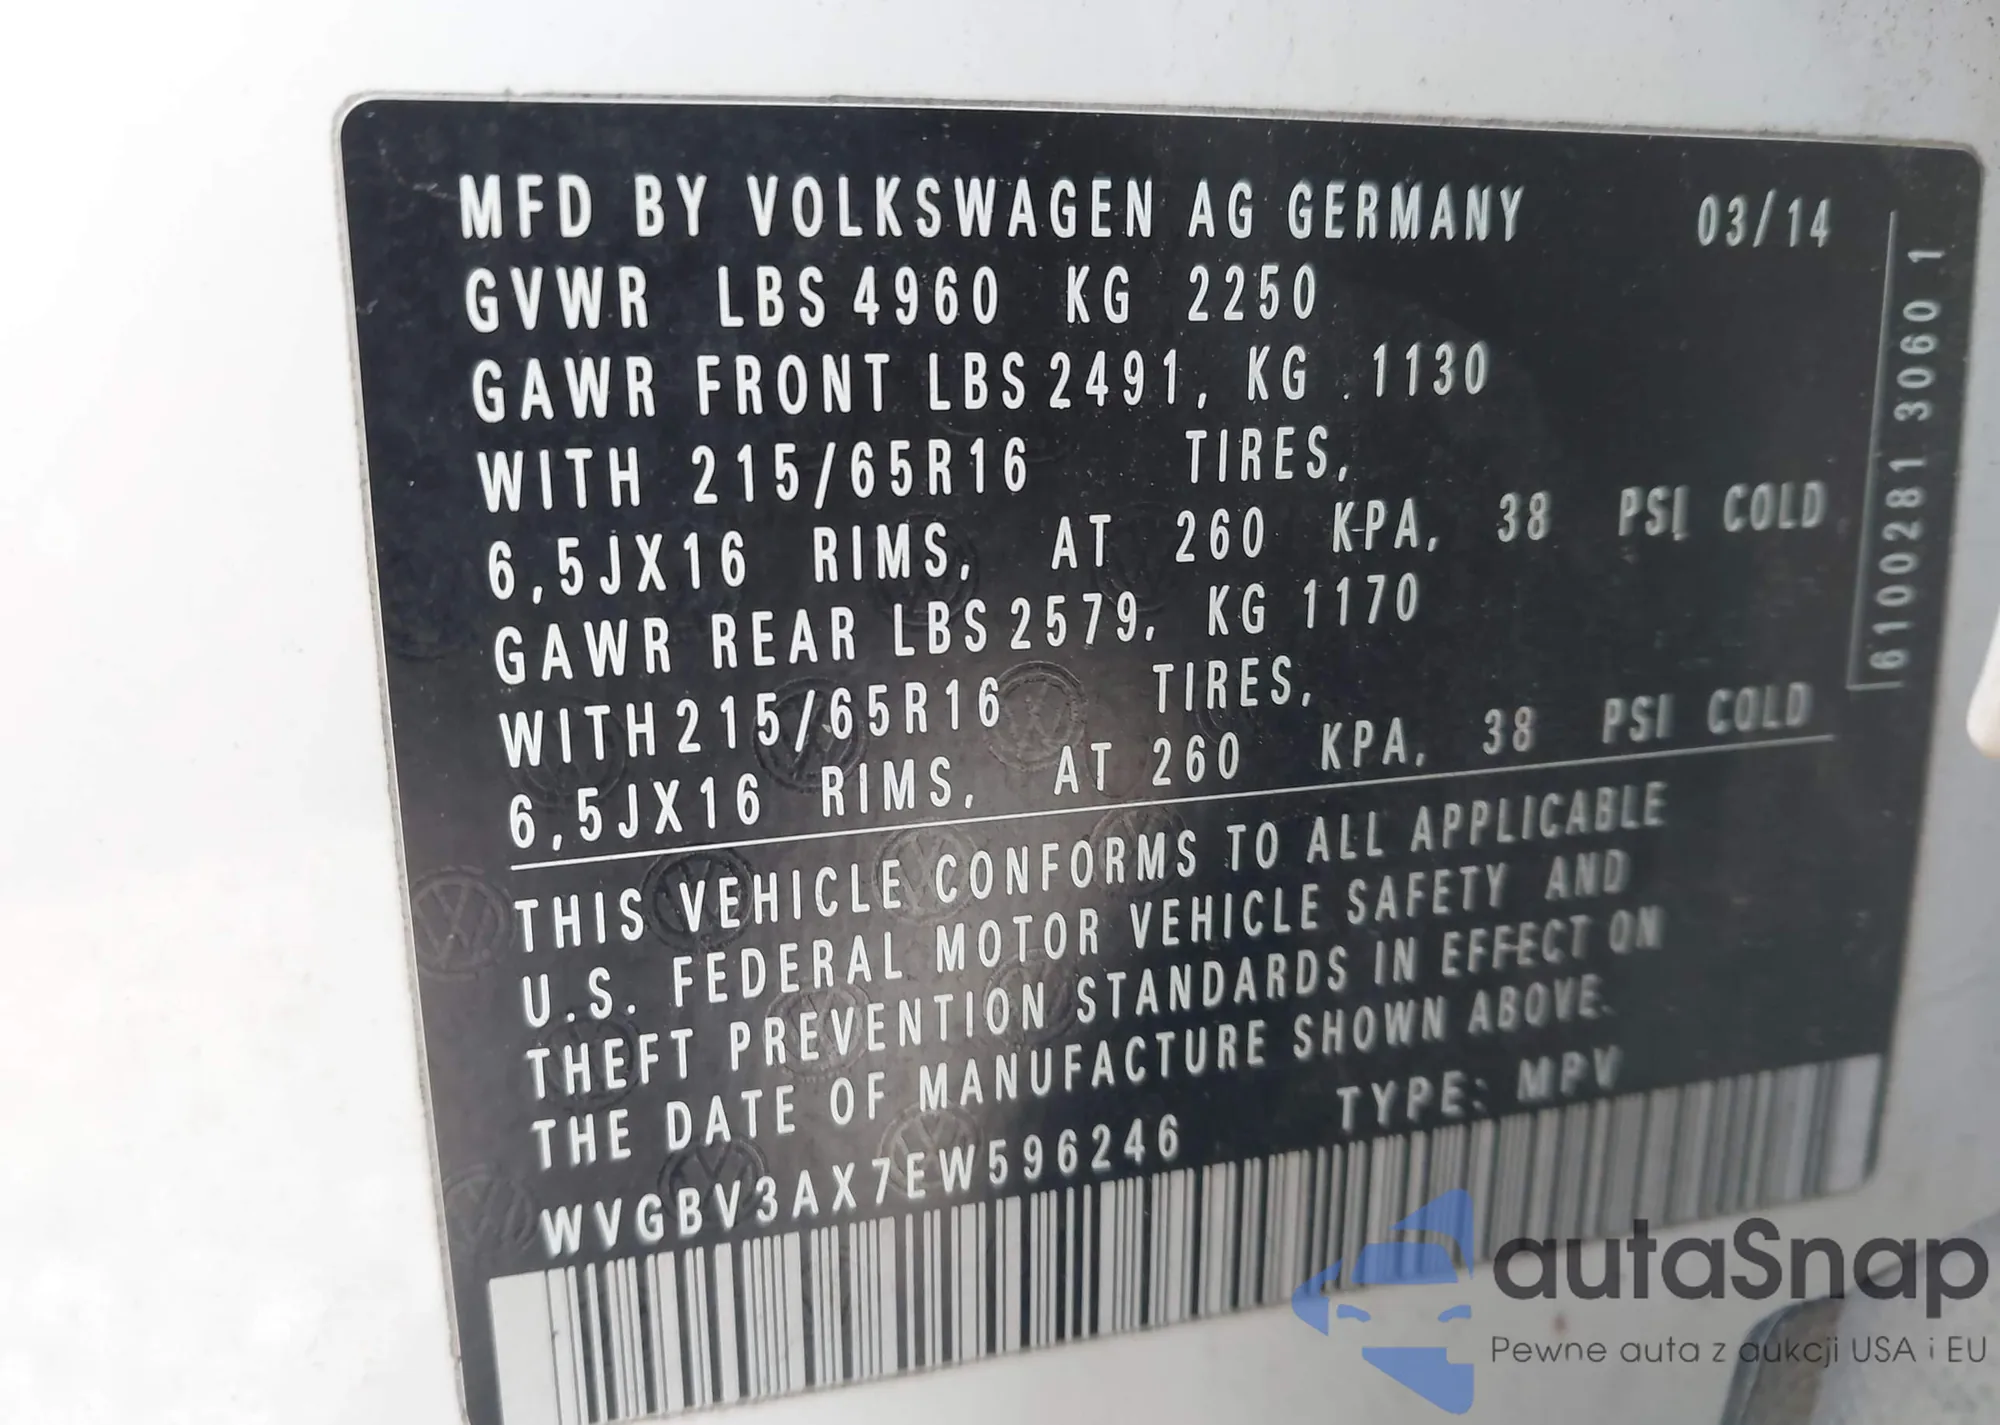 MFD BY VOLKSWAGEN AG GERMANY 03/14
GVWR LBS 4960 KG 2250
GAWR FRONT LBS 2491, KG 1130
WITH 215/65R16 TIRES,
6,5JX16 RIMS, AT 260 KPA, 38 PSI COLD
GAWR REAR LBS 2579, KG 1170
WITH 215/65R16 TIRES,
6,5JX16 RIMS, AT 260 KPA, 38 PSI COLD
THIS VEHICLE CONFORMS TO ALL APPLICABLE
U.S. FEDERAL MOTOR VEHICLE SAFETY AND
THEFT PREVENTION STANDARDS IN EFFECT ON
THE DATE OF MANUFACTURE SHOWN ABOVE.
WVGBV3AX7EW596246 TYPE: MPV
6100281 3060 1
autaSnap
Pewne auta z aukcji USA i EU